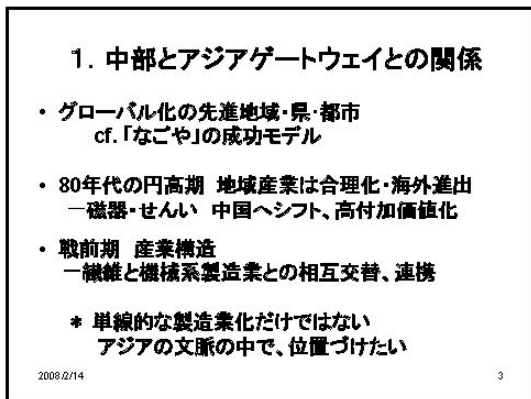 1. 中部とアジアゲートウェイとの関係
• グローバル化の先進地域・県・都市
cf.「なごや」の成功モデル
• 80年代の円高期 地域産業は合理化・海外進出
－磁器・せんい 中国へシフト、高付加価値化
• 戦前期 産業構造
－繊維と機械系製造業との相互交替、連携
* 単線的な製造業化だけではない
アジアの文脈の中で、位置づけたい
2008/2/14
3